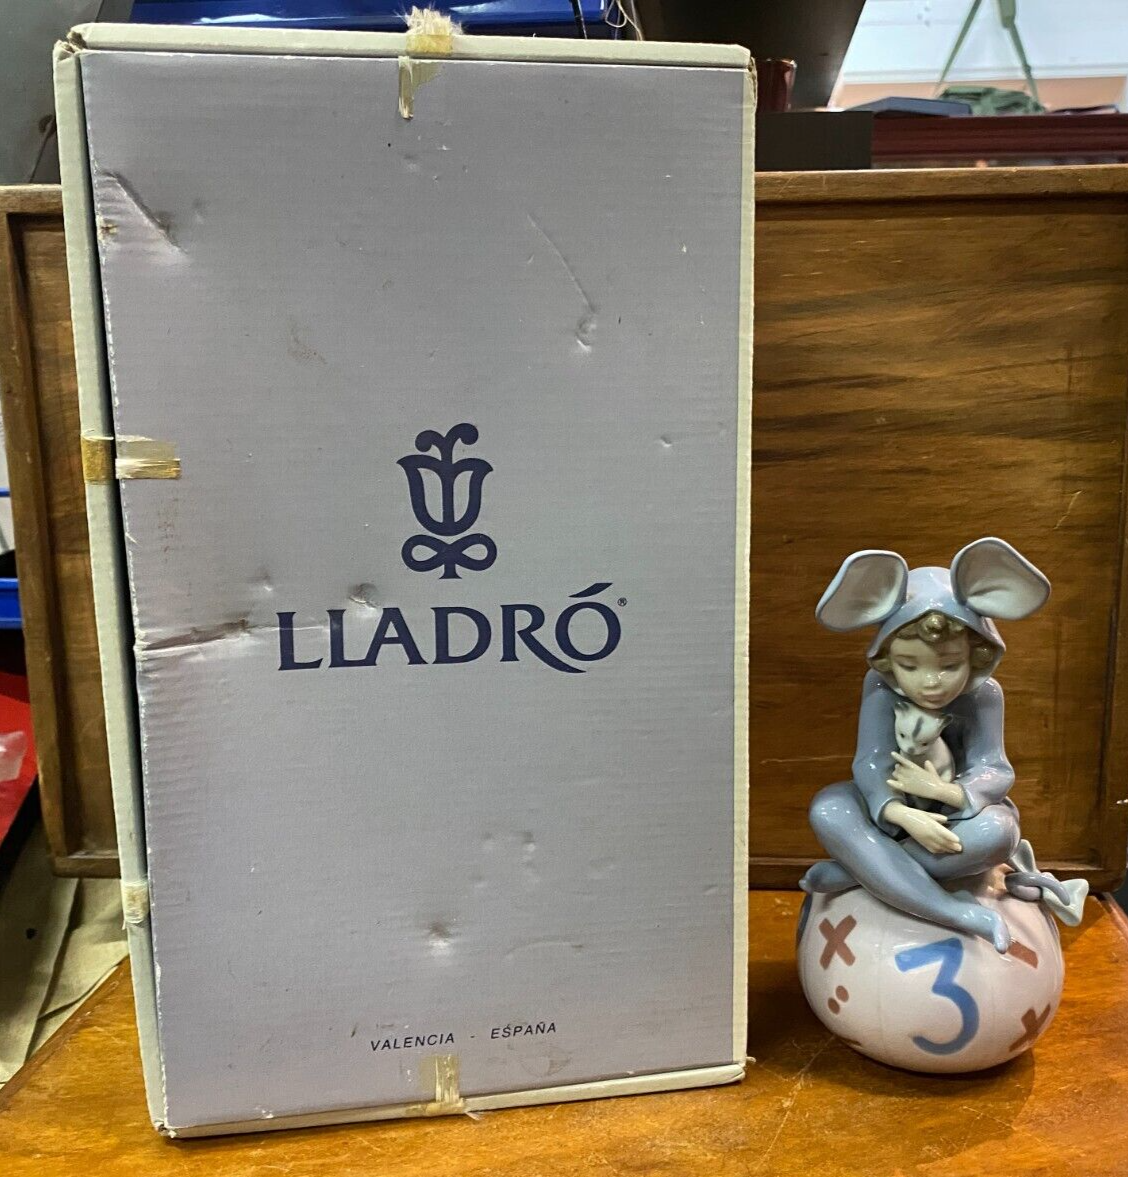 LLADRÓ®
VALENCIA - ESPAÑA
× 3 -
: ×